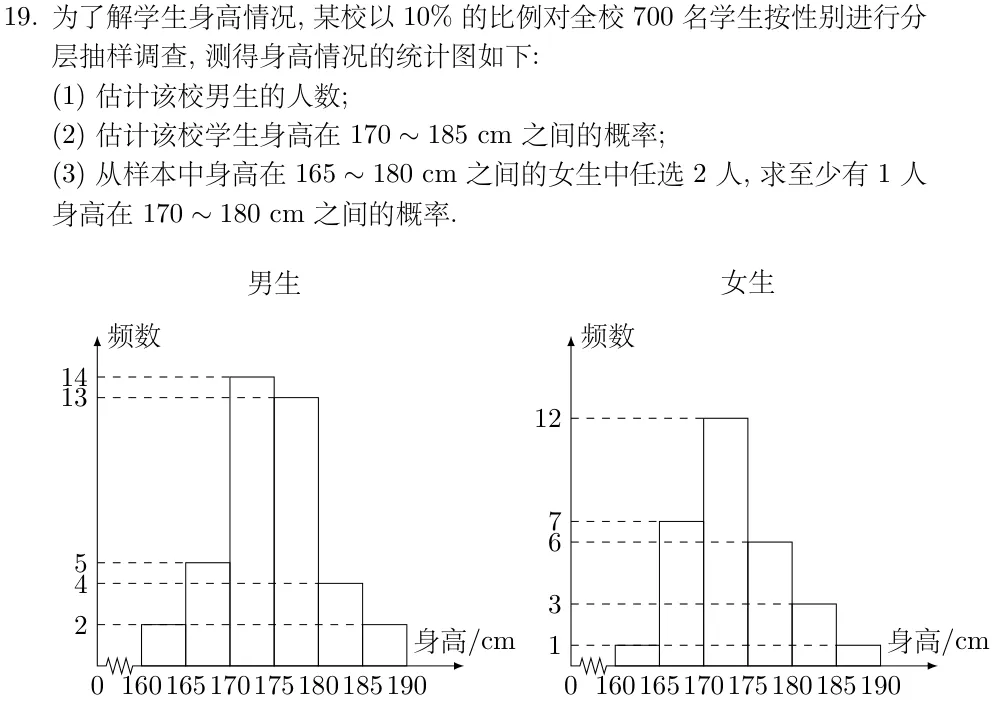 19. 为了解学生身高情况, 某校以 10% 的比例对全校 700 名学生按性别进行分
层抽样调查, 测得身高情况的统计图如下:
(1) 估计该校男生的人数;
(2) 估计该校学生身高在 170 ∼ 185 cm 之间的概率;
(3) 从样本中身高在 165 ∼ 180 cm 之间的女生中任选 2 人, 求至少有 1 人
身高在 170 ∼ 180 cm 之间的概率.
男生
频数
14
13
5
4
2
身高/cm
0 160 165 170 175 180 185 190
女生
频数
12
7
6
3
1
身高/cm
0 160 165 170 175 180 185 190